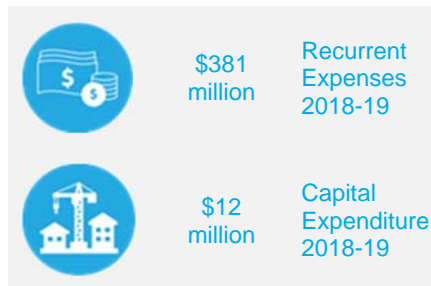 $381
million
Recurrent
Expenses
2018-19
$12
million
Capital
Expenditure
2018-19